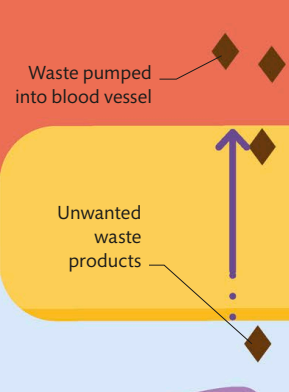 Waste pumped
into blood vessel
Unwanted
waste
products